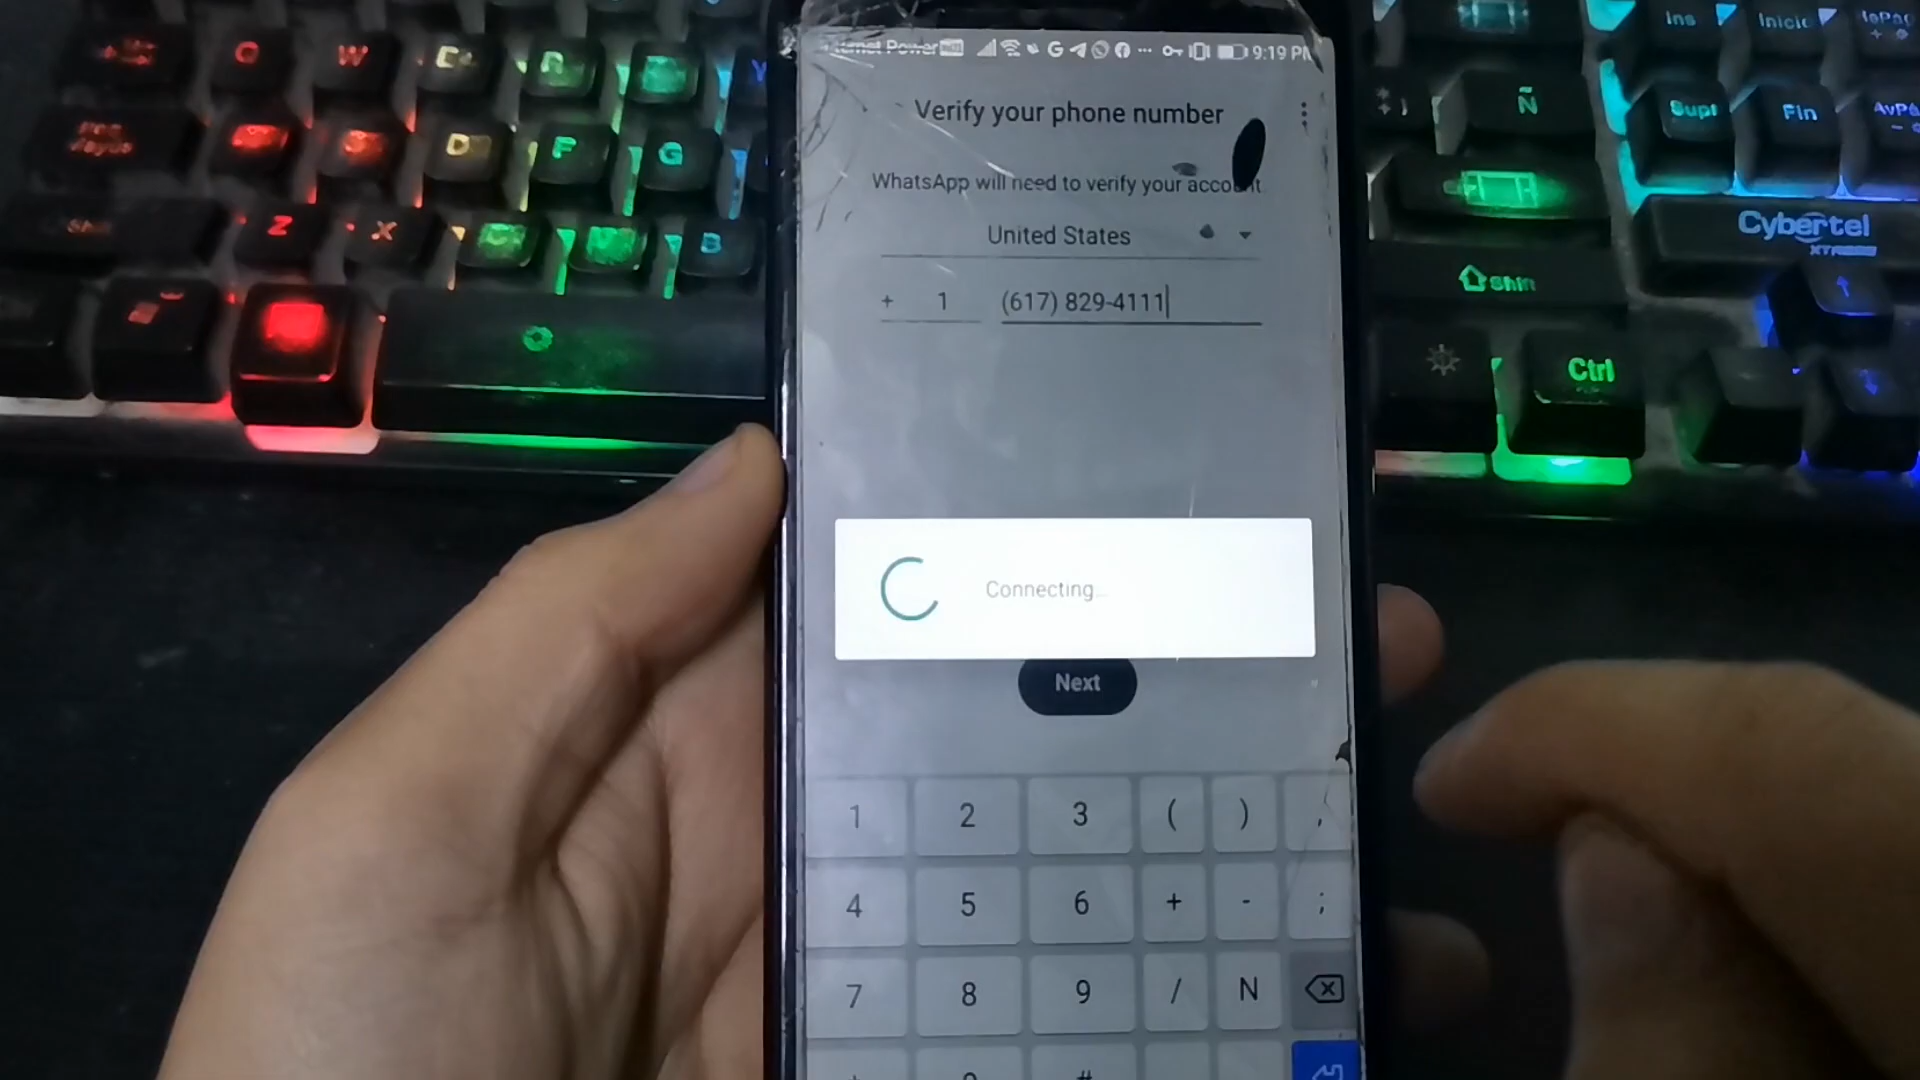 Power
9:19 PM
Verify your phone number
WhatsApp will need to verify your account.
United States
+ 1 (617) 829-4111
Connecting...
Next
1 2 3 ( ) ,
4 5 6 + - ;
7 8 9 / N
Q W E R
D F G
Z X C B
Ins Inicio
Ñ Supr Fin
Cybertel
XTREME
Shift
Ctrl